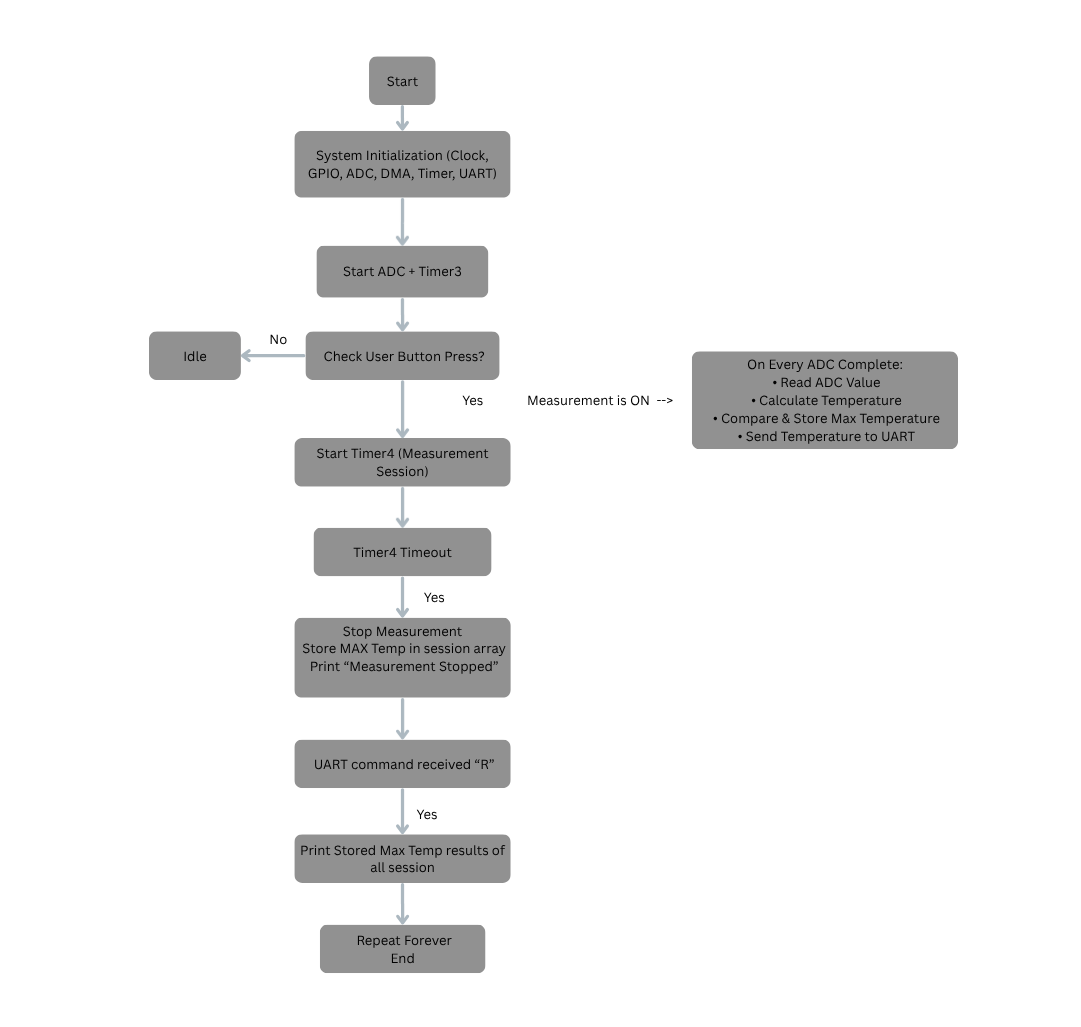 Start
System Initialization (Clock,
GPIO, ADC, DMA, Timer, UART)
Start ADC + Timer3
No
Idle
Check User Button Press?
Yes
Measurement is ON -->
On Every ADC Complete:
• Read ADC Value
• Calculate Temperature
• Compare & Store Max Temperature
• Send Temperature to UART
Start Timer4 (Measurement
Session)
Timer4 Timeout
Yes
Stop Measurement
Store MAX Temp in session array
Print “Measurement Stopped”
UART command received “R”
Yes
Print Stored Max Temp results of
all session
Repeat Forever
End